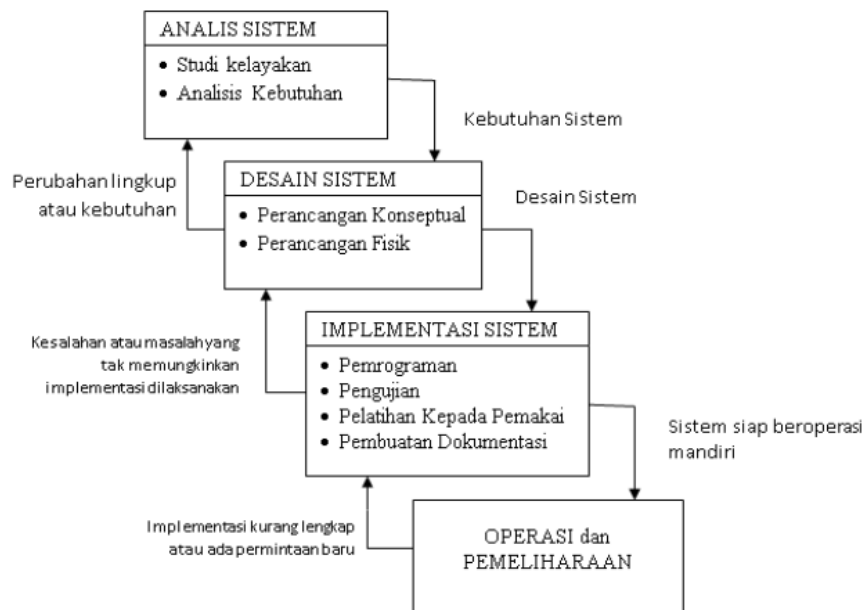 ANALIS SISTEM
• Studi kelayakan
• Analisis Kebutuhan
Kebutuhan Sistem
Perubahan lingkup
atau kebutuhan
DESAIN SISTEM
• Perancangan Konseptual
• Perancangan Fisik
Desain Sistem
Kesalahan atau masalah yang
tak memungkinkan
implementasi dilaksanakan
IMPLEMENTASI SISTEM
• Pemrograman
• Pengujian
• Pelatihan Kepada Pemakai
• Pembuatan Dokumentasi
Sistem siap beroperasi
mandiri
Implementasi kurang lengkap
atau ada permintaan baru
OPERASI dan
PEMELIHARAAN